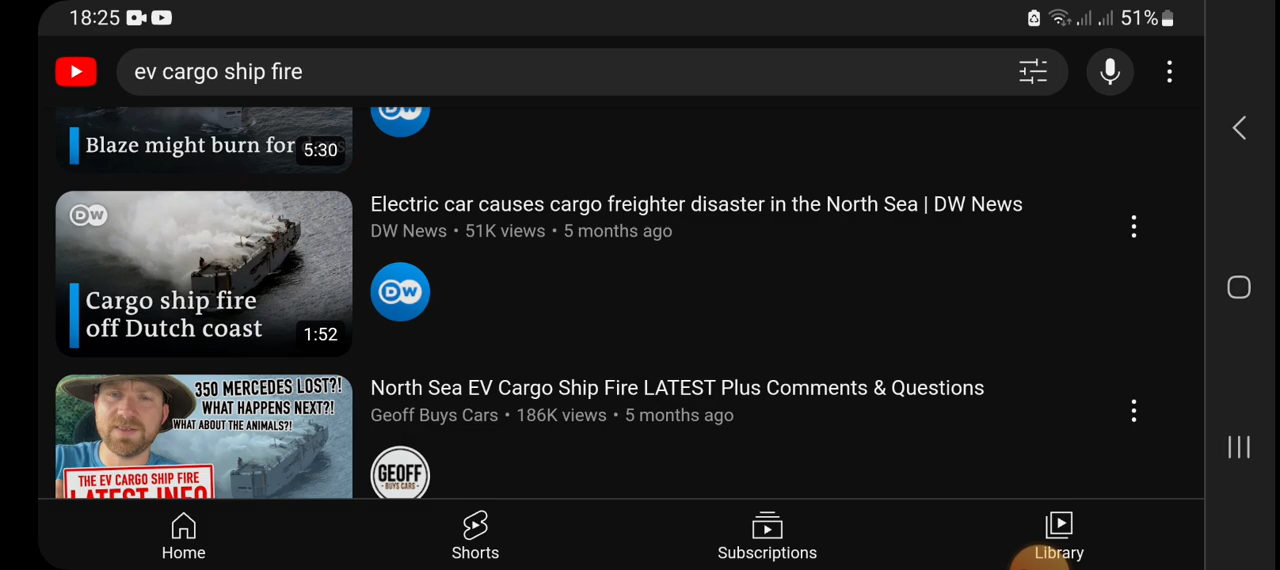 18:25
51%
ev cargo ship fire
Blaze might burn for
5:30
DW
DW
Cargo ship fire
off Dutch coast
1:52
Electric car causes cargo freighter disaster in the North Sea | DW News
DW News • 51K views • 5 months ago
DW
350 MERCEDES LOST?!
WHAT HAPPENS NEXT?!
WHAT ABOUT THE ANIMALS?!
THE EV CARGO SHIP FIRE
LATEST INFO
North Sea EV Cargo Ship Fire LATEST Plus Comments & Questions
Geoff Buys Cars • 186K views • 5 months ago
GEOFF
BUYS CARS
Home
Shorts
Subscriptions
Library